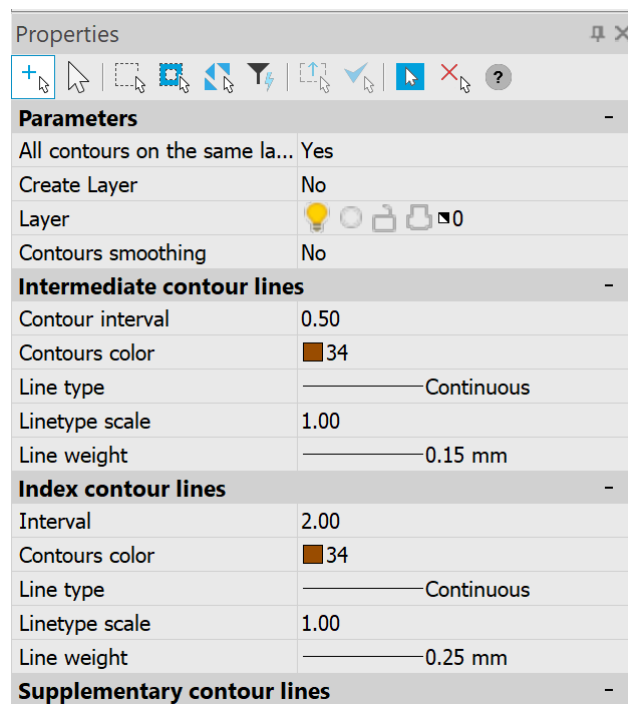 Properties
?
Parameters -
All contours on the same la... Yes
Create Layer No
Layer 0
Contours smoothing No
Intermediate contour lines -
Contour interval 0.50
Contours color 34
Line type Continuous
Linetype scale 1.00
Line weight 0.15 mm
Index contour lines -
Interval 2.00
Contours color 34
Line type Continuous
Linetype scale 1.00
Line weight 0.25 mm
Supplementary contour lines -